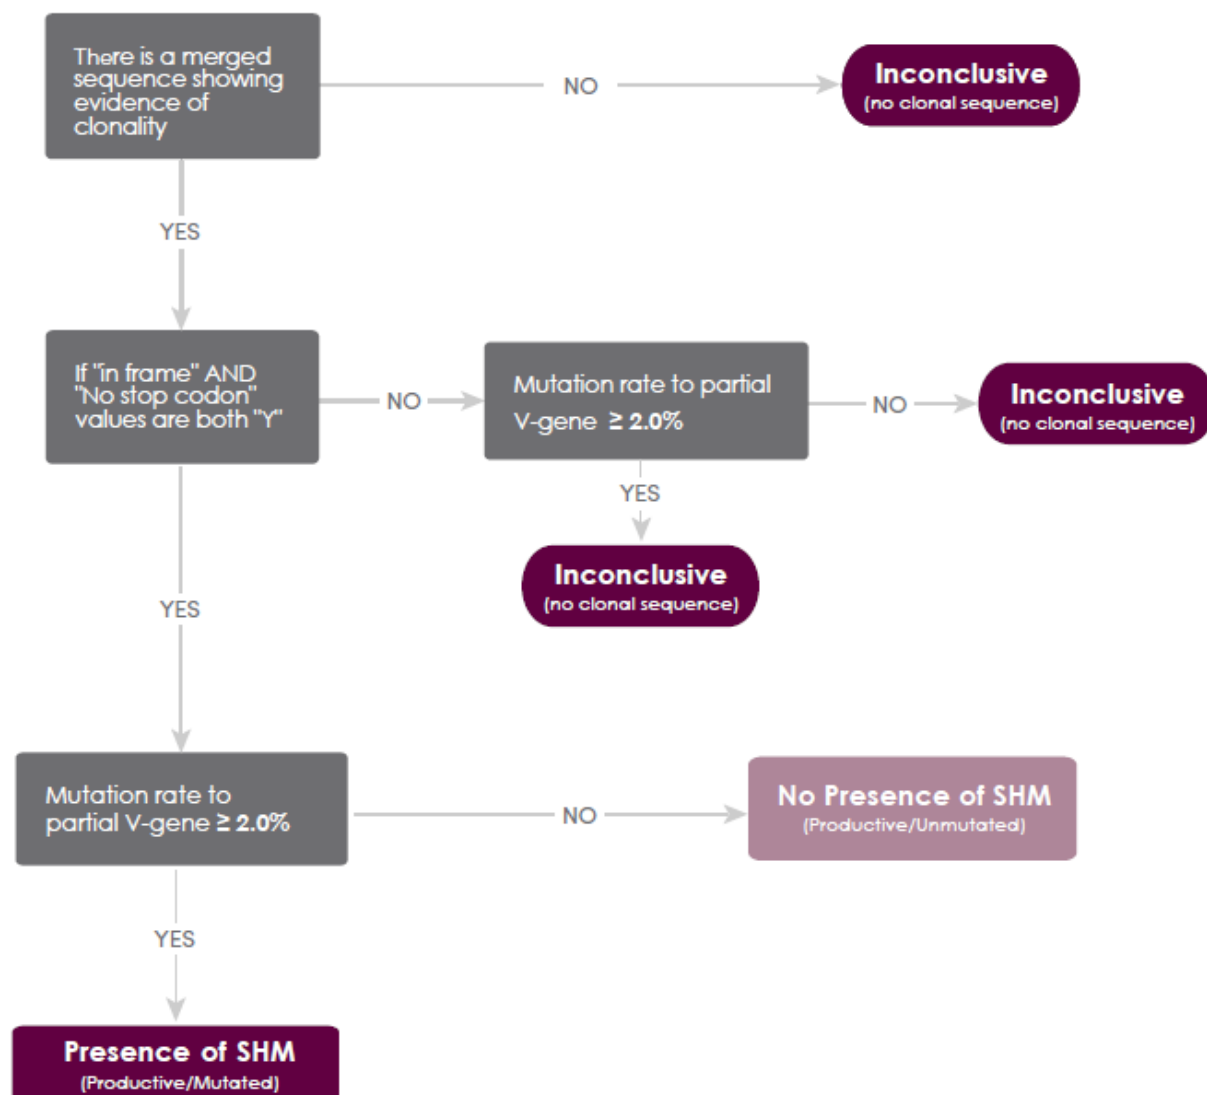 There is a merged
sequence showing
evidence of
clonality
NO
Inconclusive
(no clonal sequence)
YES
If "in frame" AND
"No stop codon"
values are both "Y"
NO
Mutation rate to partial
V-gene ≥ 2.0%
NO
Inconclusive
(no clonal sequence)
YES
Inconclusive
(no clonal sequence)
YES
Mutation rate to
partial V-gene ≥ 2.0%
NO
No Presence of SHM
(Productive/Unmutated)
YES
Presence of SHM
(Productive/Mutated)